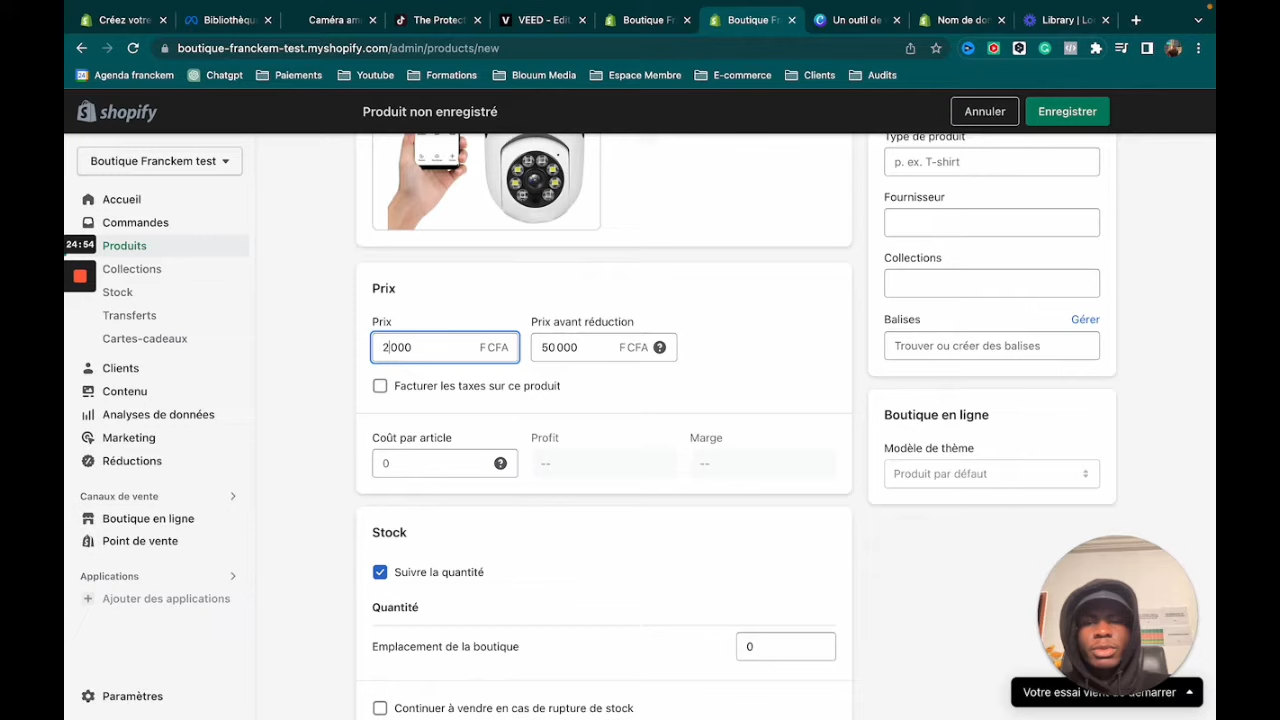 Créez votre
Bibliothèqu
Caméra am
The Protect
VEED - Edit
Boutique Fr
Boutique Fr
Un outil de
Nom de do
Library | Lo
boutique-franckem-test.myshopify.com/admin/products/new
Agenda franckem
Chatgpt
Paiements
Youtube
Formations
Blouum Media
Espace Membre
E-commerce
Clients
Audits
shopify
Produit non enregistré
Annuler
Enregistrer
Boutique Franckem test
Accueil
Commandes
24:54
Produits
Collections
Stock
Transferts
Cartes-cadeaux
Clients
Contenu
Analyses de données
Marketing
Réductions
Canaux de vente
Boutique en ligne
Point de vente
Applications
Ajouter des applications
Paramètres
Prix
Prix
Prix avant réduction
2 000 F CFA
50 000 F CFA
Facturer les taxes sur ce produit
Coût par article
Profit
Marge
0
--
--
Stock
Suivre la quantité
Quantité
Emplacement de la boutique
0
Continuer à vendre en cas de rupture de stock
Type de produit
p. ex. T-shirt
Fournisseur
Collections
Balises
Gérer
Trouver ou créer des balises
Boutique en ligne
Modèle de thème
Produit par défaut
Votre essai vient de démarrer